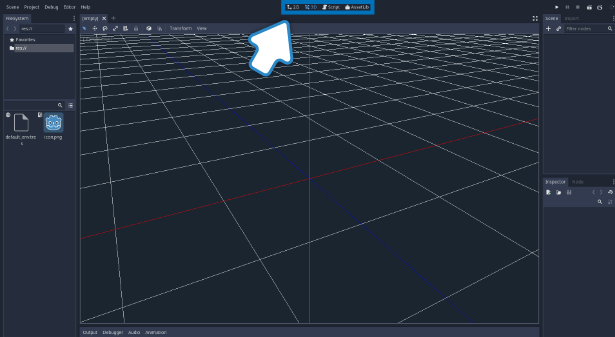 Scene Project Debug Editor Help
2D 3D Script AssetLib
FileSystem
res://
Favorites
res://
default_env.tres
icon.png
[empty]
Transform View
Output Debugger Audio Animation
Scene Import
Filter nodes
Inspector Node